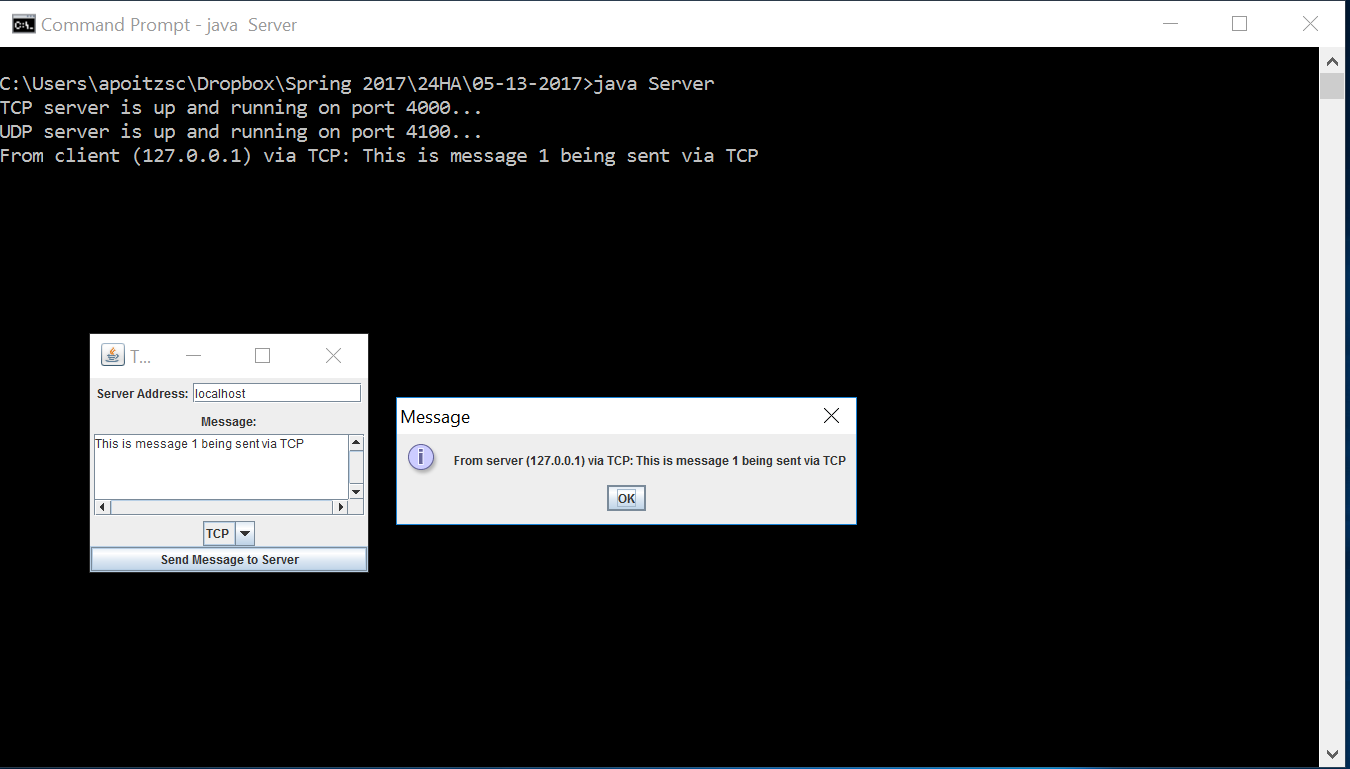 Command Prompt - java  Server
C:\Users\apoitzsc\Dropbox\Spring 2017\24HA\05-13-2017>java Server
TCP server is up and running on port 4000...
UDP server is up and running on port 4100...
From client (127.0.0.1) via TCP: This is message 1 being sent via TCP
T...
Server Address: localhost
Message:
This is message 1 being sent via TCP
TCP
Send Message to Server
Message
From server (127.0.0.1) via TCP: This is message 1 being sent via TCP
OK